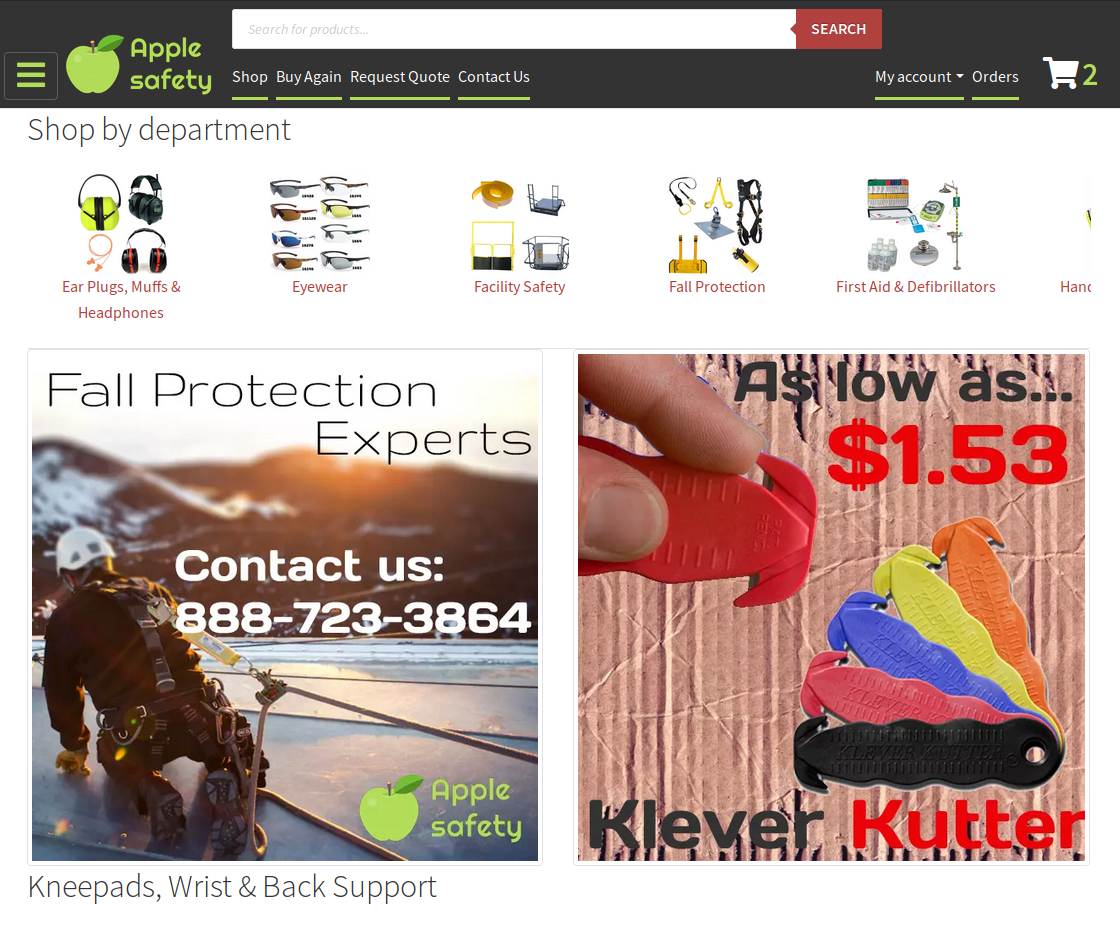 Search for products...
SEARCH
Apple
safety
Shop
Buy Again
Request Quote
Contact Us
My account
Orders
2
Shop by department
Ear Plugs, Muffs &
Headphones
Eyewear
Facility Safety
Fall Protection
First Aid & Defibrillators
Fall Protection
Experts
Contact us:
888-723-3864
Apple
safety
As low as...
$1.53
KLEVER KUTTER
Klever Kutter
Kneepads, Wrist & Back Support